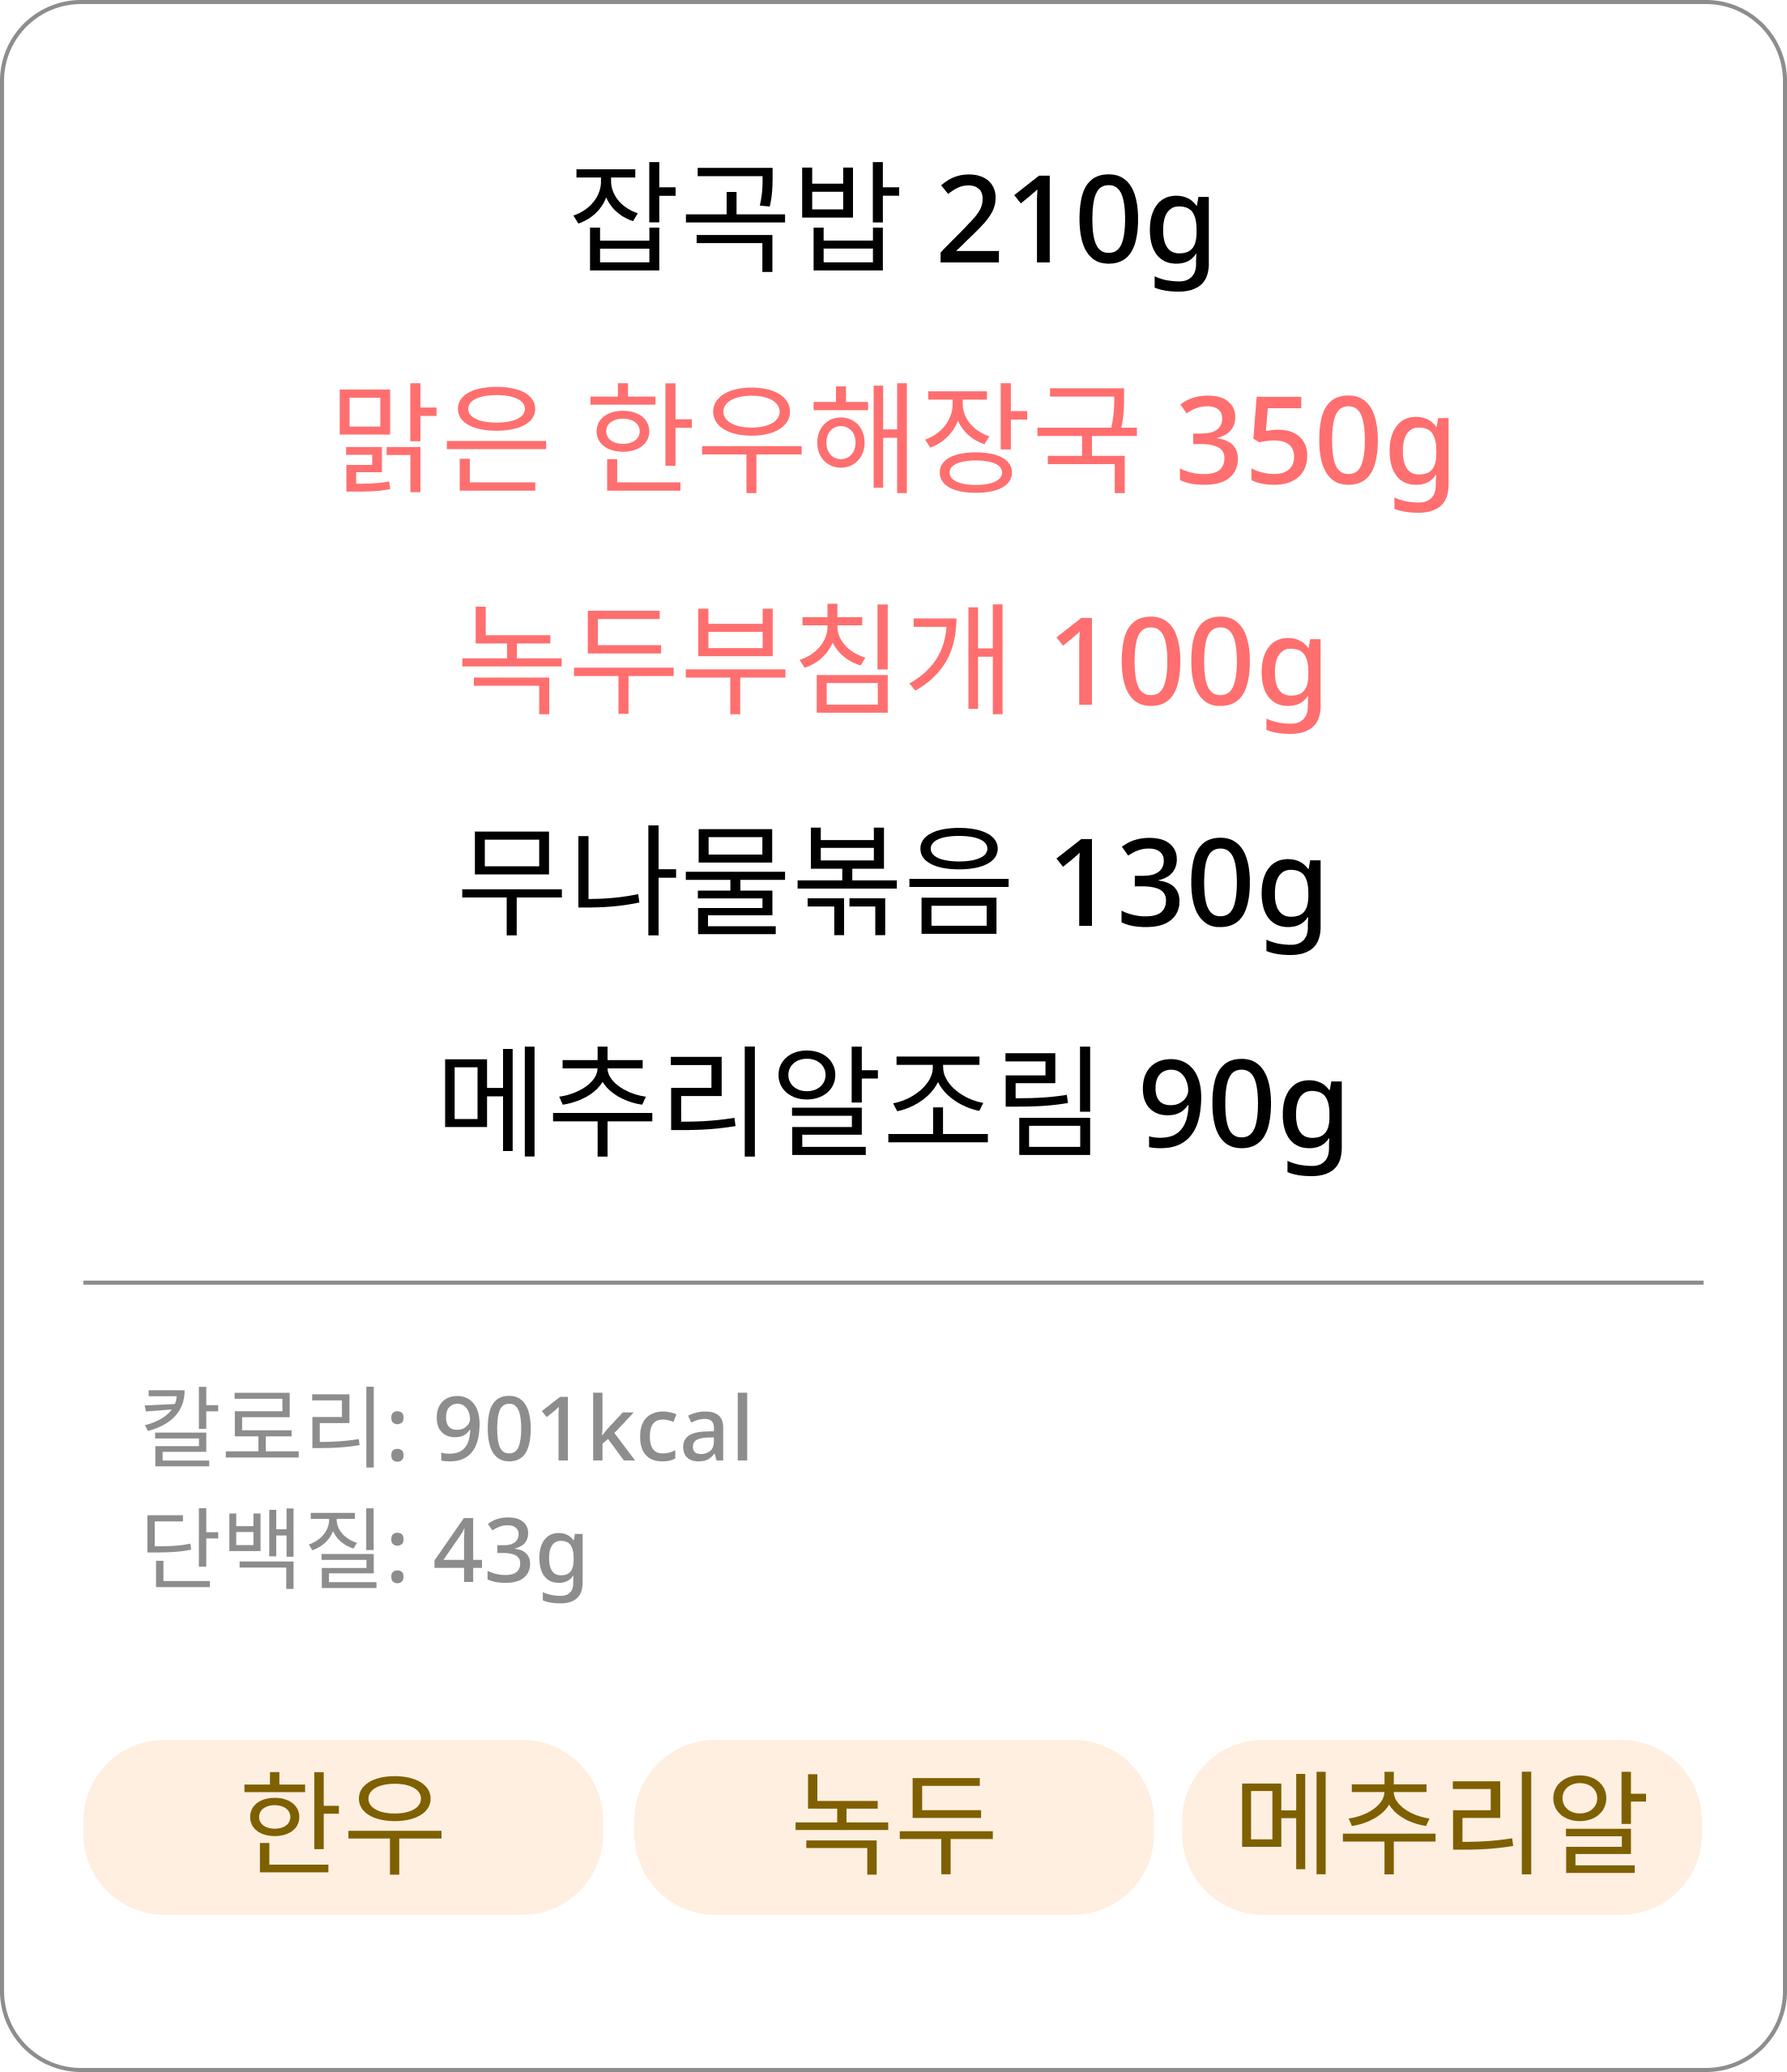 잡곡밥 210g
맑은 한우해장국 350g
녹두부침개 100g
무나물볶음 130g
메추리알조림 90g
칼로리: 901kcal
단백질: 43g
한우 녹두 메추리알